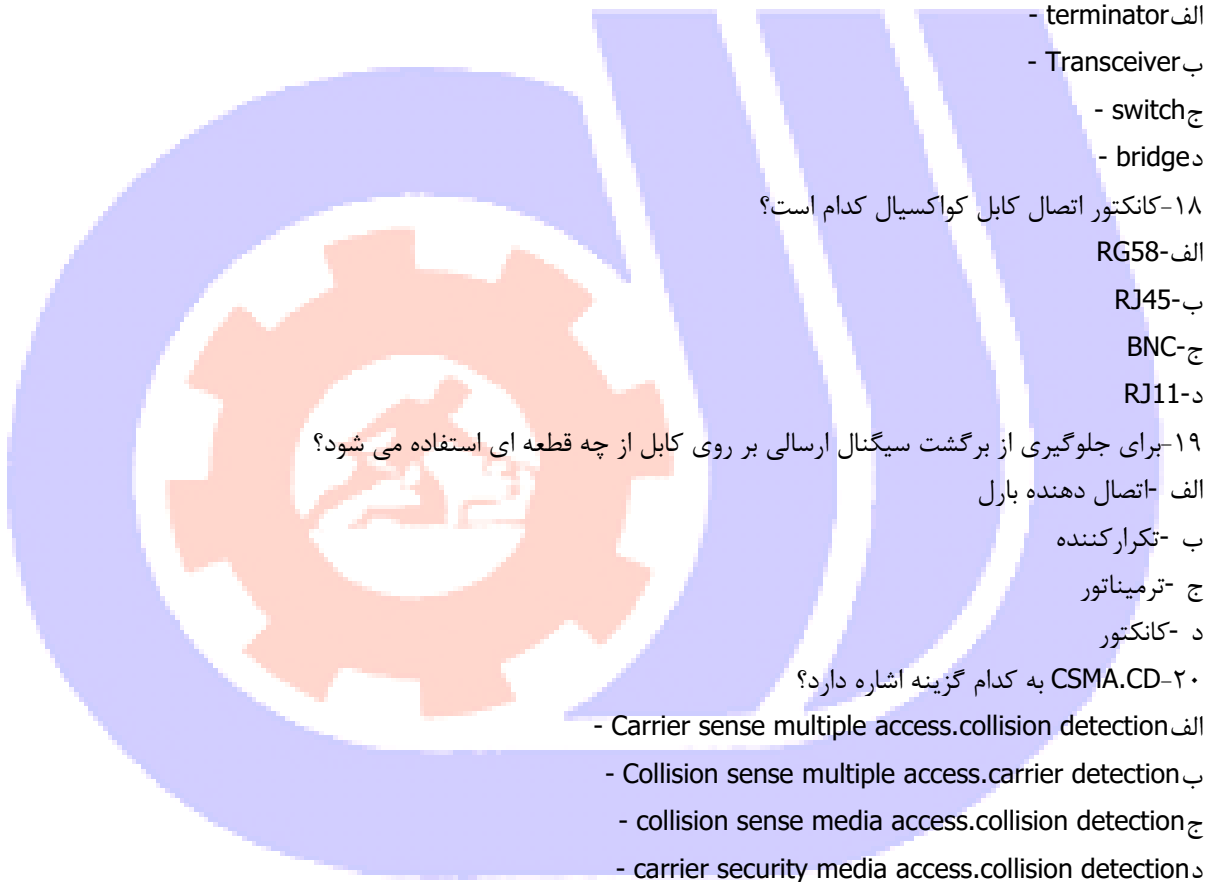 الف- terminator
ب- Transceiver
ج- switch
د- bridge
۱۸-کانکتور اتصال کابل کواکسیال کدام است؟
الف-RG58
ب-RJ45
ج-BNC
د-RJ11
۱۹-برای جلوگیری از برگشت سیگنال ارسالی بر روی کابل از چه قطعه ای استفاده می شود؟
الف -اتصال دهنده بارل
ب -تکرارکننده
ج -ترمیناتور
د -کانکتور
۲۰-CSMA.CD به کدام گزینه اشاره دارد؟
الف- Carrier sense multiple access.collision detection
ب- Collision sense multiple access.carrier detection
ج- collision sense media access.collision detection
د- carrier security media access.collision detection